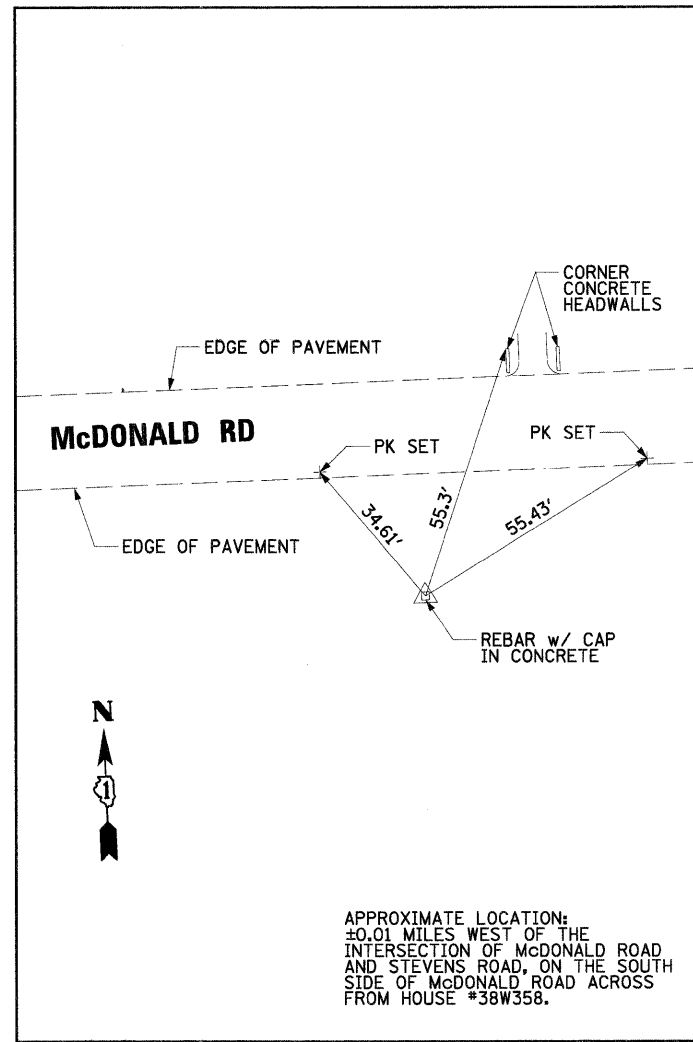 CORNER
CONCRETE
HEADWALLS
EDGE OF PAVEMENT
McDONALD RD
PK SET
PK SET
34.61'
55.3'
55.43'
EDGE OF PAVEMENT
REBAR w/ CAP
IN CONCRETE
N
1
APPROXIMATE LOCATION:
±0.01 MILES WEST OF THE
INTERSECTION OF McDONALD ROAD
AND STEVENS ROAD, ON THE SOUTH
SIDE OF McDONALD ROAD ACROSS
FROM HOUSE #38W358.